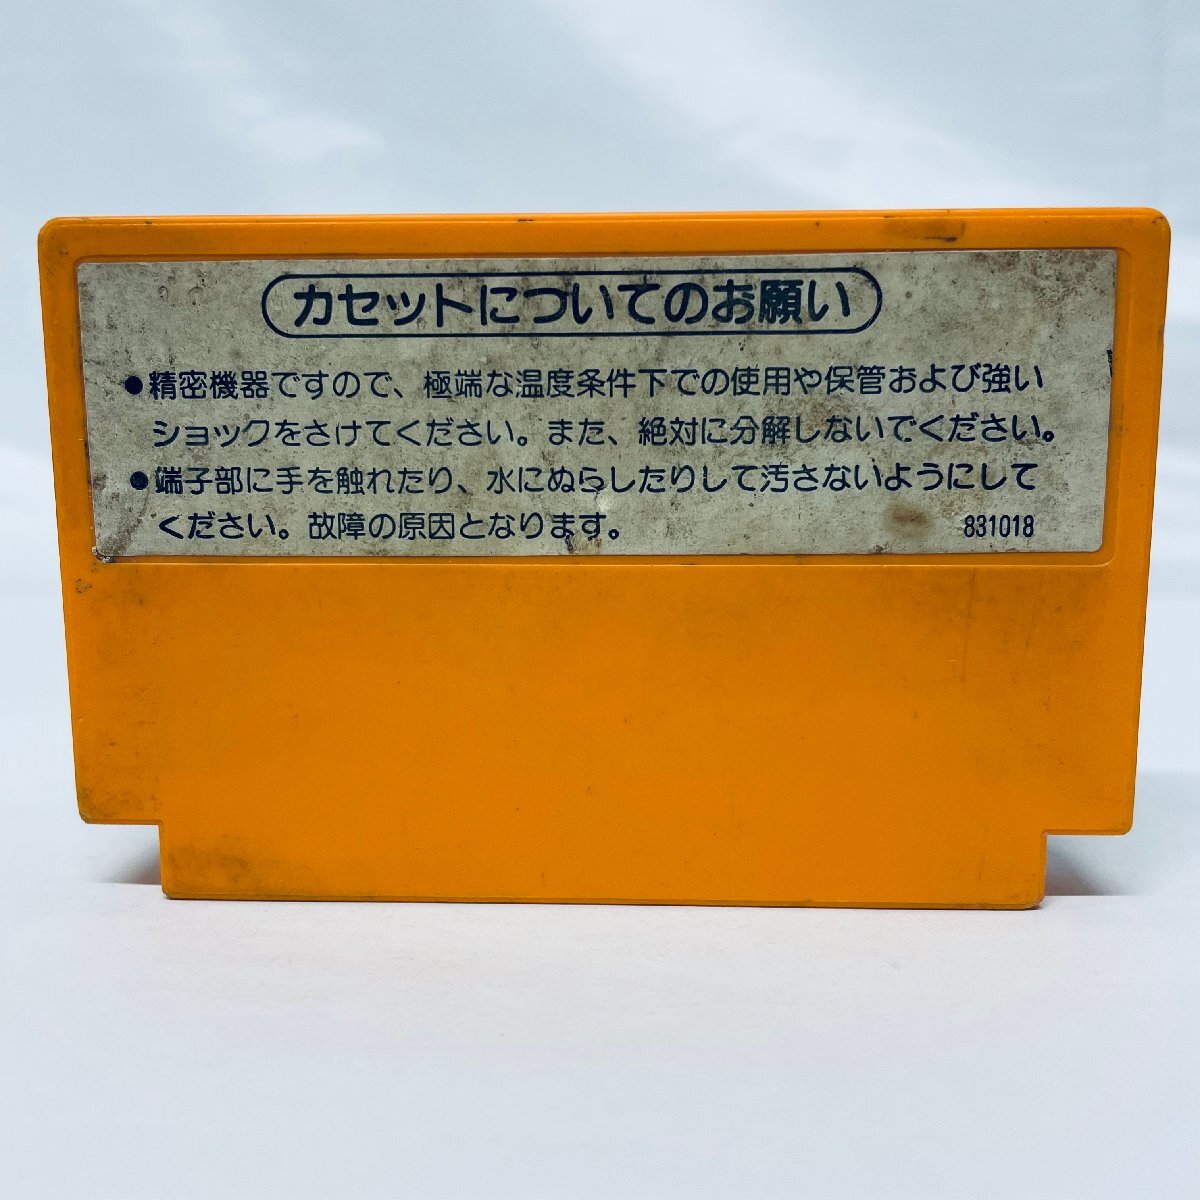 カセットについてのお願い
●精密機器ですので、極端な温度条件下での使用や保管および強い
ショックをさけてください。また、絶対に分解しないでください。
●端子部に手を触れたり、水にぬらしたりして汚さないようにして
ください。故障の原因となります。 831018